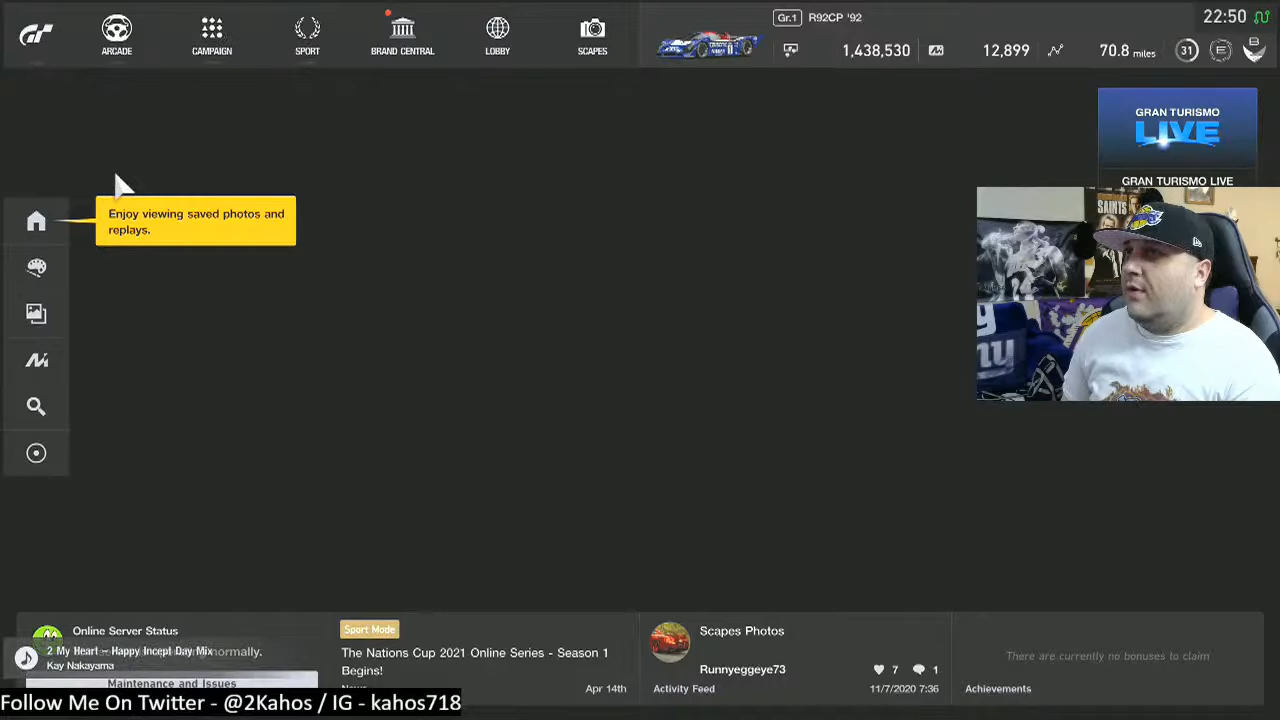 ARCADE
CAMPAIGN
SPORT
BRAND CENTRAL
LOBBY
SCAPES
Gr.1 R92CP '92
1,438,530
12,899
70.8 miles
31
E
B
22:50
GRAN TURISMO
LIVE
GRAN TURISMO LIVE
SAINTS
Enjoy viewing saved photos and
replays.
ny
Online Server Status
normally.
2 My Heart -- Happy Incept Day Mix
Kay Nakayama
Maintenance and Issues
Sport Mode
The Nations Cup 2021 Online Series - Season 1
Begins!
News
Apr 14th
Scapes Photos
Runnyeggeye73
7
1
Activity Feed
11/7/2020 7:36
There are currently no bonuses to claim
Achievements
Follow Me On Twitter - @2Kahos / IG - kahos718